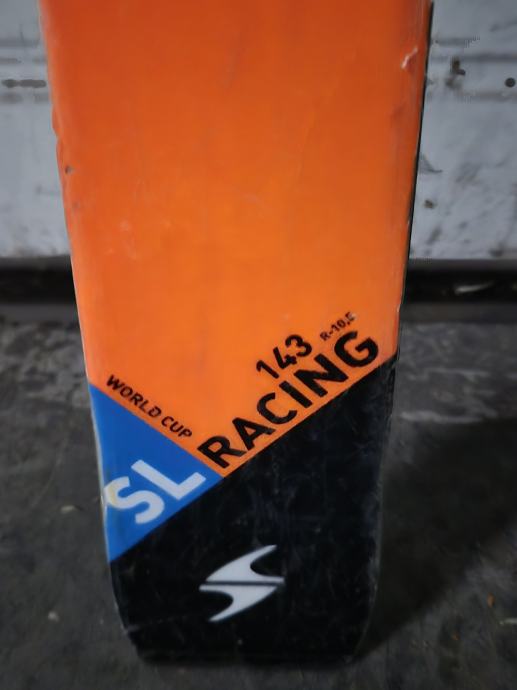 143 R-10.5
RACING
WORLD CUP
SL